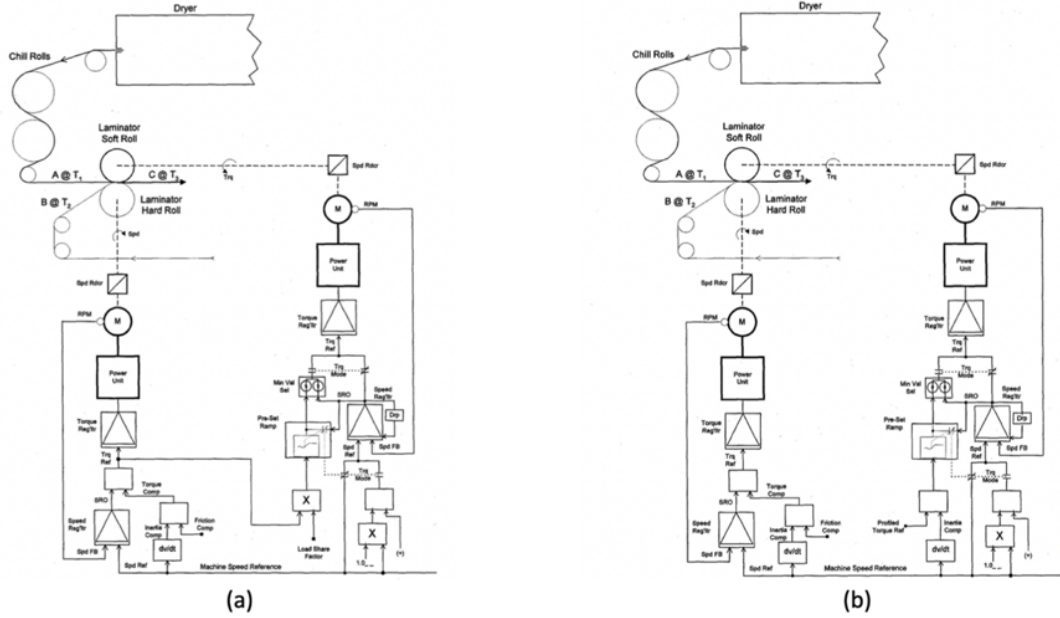 Dryer
Chill Rolls
Laminator
Soft Roll
A @ T1
C @ T3
Trq
Spd Rdcr
B @ T2
Laminator
Hard Roll
Spd
M
RPM
Spd Rdcr
Power
Unit
RPM
M
Torque
Reg'ltr
Trq
Ref
Power
Unit
Min Val
Sel
Trq
Mode
SRO
Speed
Reg'ltr
Drp
Torque
Reg'ltr
Pre-Set
Ramp
Spd
Ref
Spd FB
Trq
Ref
Trq
Mode
Torque
Comp
SRO
X
Speed
Reg'ltr
Inertia
Comp
Friction
Comp
X
(+)
Load Share
Factor
Spd FB
dv/dt
1.0
Spd Ref
Machine Speed Reference
(a)
Dryer
Chill Rolls
Laminator
Soft Roll
A @ T1
C @ T3
Trq
Spd Rdcr
B @ T2
Laminator
Hard Roll
Spd
M
RPM
Spd Rdcr
Power
Unit
RPM
M
Torque
Reg'ltr
Trq
Ref
Power
Unit
Min Val
Sel
Trq
Mode
SRO
Speed
Reg'ltr
Drp
Torque
Reg'ltr
Pre-Set
Ramp
Spd
Ref
Spd FB
Trq
Ref
Trq
Mode
Torque
Comp
SRO
Speed
Reg'ltr
Inertia
Comp
Friction
Comp
Profiled
Torque Ref
Inertia
Comp
X
(+)
Spd FB
dv/dt
dv/dt
1.0
Spd Ref
Machine Speed Reference
(b)